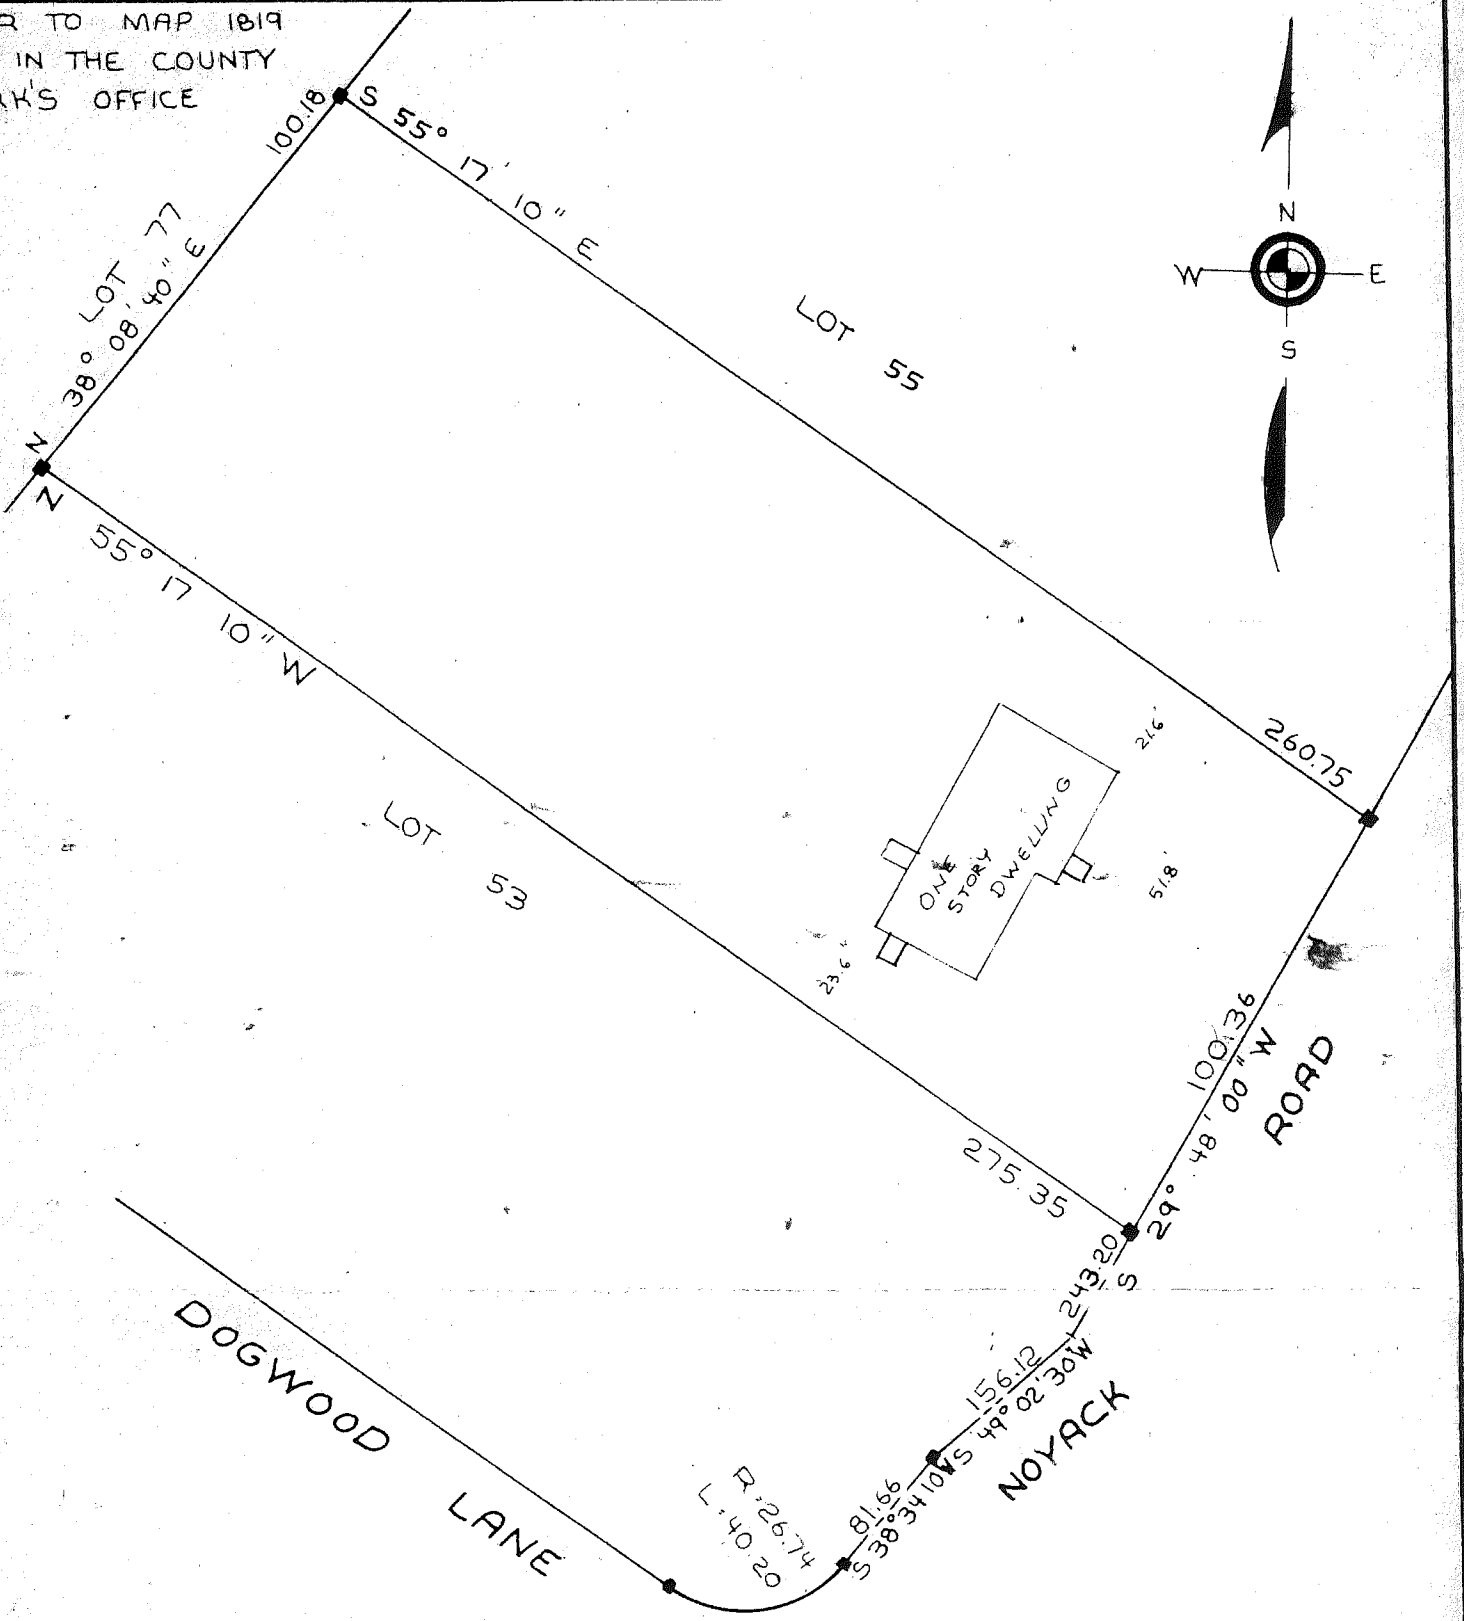 R TO MAP 1819
IN THE COUNTY
RK'S OFFICE
N
W E
S
100.18
LOT 77
N 38° 08' 40" E
S 55° 17' 10" E
260.75
LOT 55
N 55° 17 10" W
275.35
LOT 53
ONE
STORY
DWELLING
21.6'
51.8'
23.6"
100.36
S 29° 48' 00" W
243.20
156.12
S 49° 02' 30 W
81.66
S 38° 34 10 W
R=26.74
L=40.20
NOYACK ROAD
DOGWOOD LANE